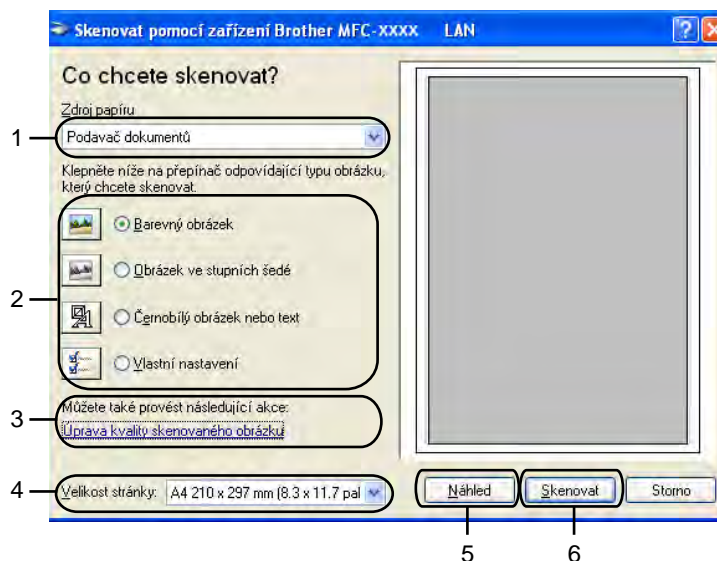 Skenovat pomocí zařízení Brother MFC-XXXX LAN
Co chcete skenovat?
Zdroj papíru
1
Podavač dokumentů
Klepněte níže na přepínač odpovídající typu obrázku,
který chcete skenovat.
2
Barevný obrázek
Obrázek ve stupních šedé
Černobílý obrázek nebo text
Vlastní nastavení
3
Můžete také provést následující akce:
Úprava kvality skenovaného obrázku
4
Velikost stránky: A4 210 x 297 mm (8.3 x 11.7 pal
Náhled Skenovat Storno
5 6